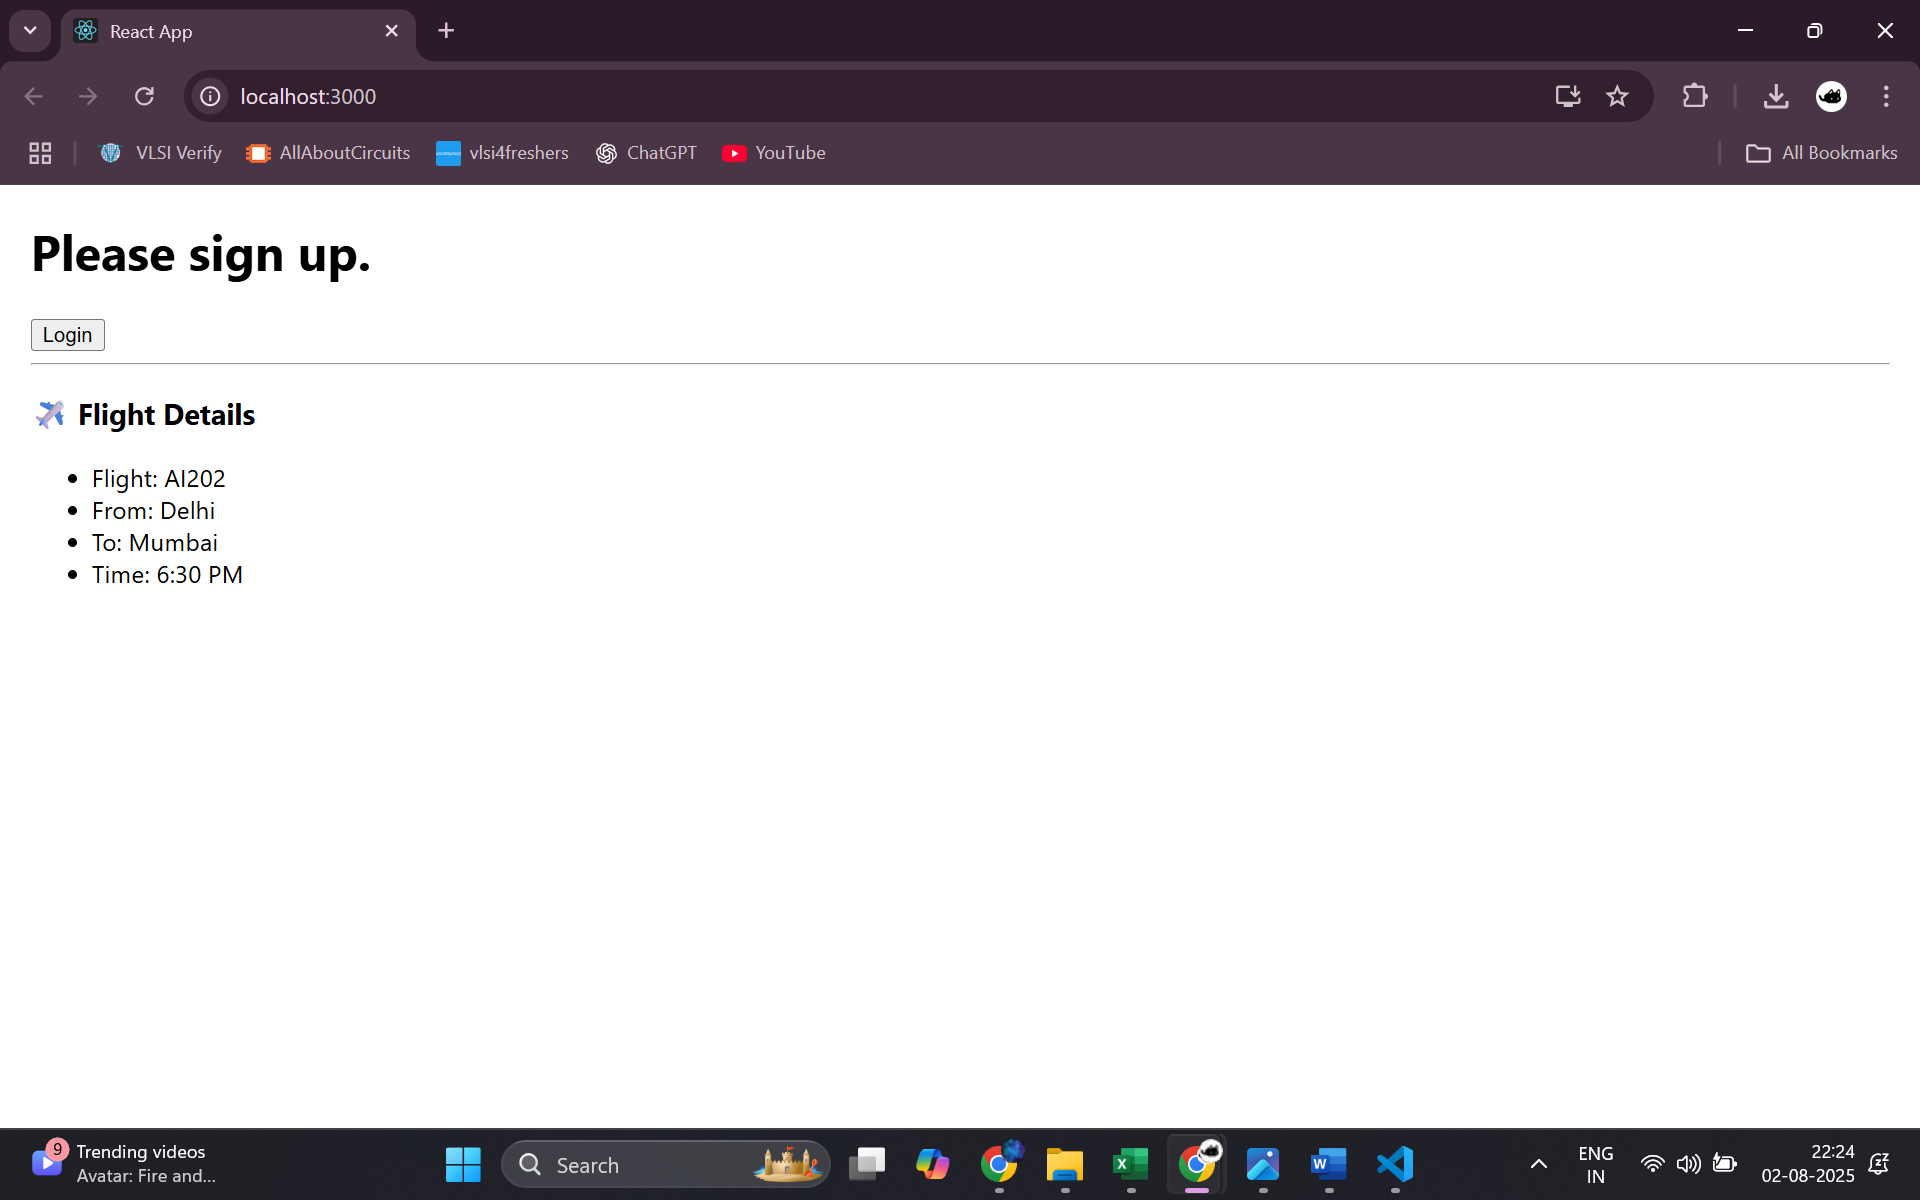 React App
localhost:3000
VLSI Verify
AllAboutCircuits
vlsi4freshers
ChatGPT
YouTube
All Bookmarks
Please sign up.
Login
Flight Details
Flight: AI202
From: Delhi
To: Mumbai
Time: 6:30 PM
9
Trending videos
Avatar: Fire and...
Search
ENG
IN
22:24
02-08-2025